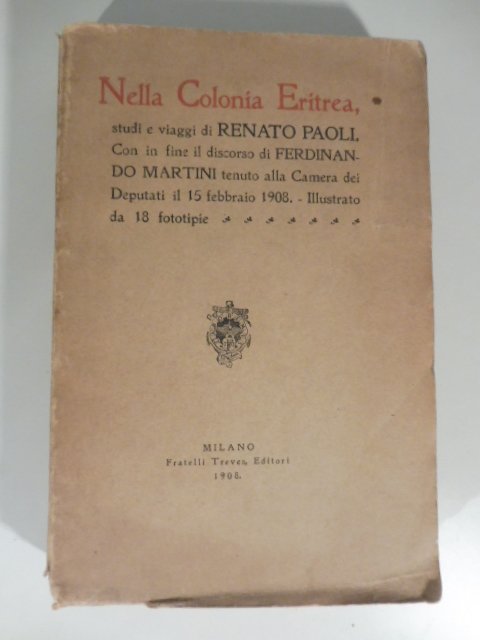 Nella Colonia Eritrea,
studi e viaggi di RENATO PAOLI.
Con in fine il discorso di FERDINAN-
DO MARTINI tenuto alla Camera dei
Deputati il 15 febbraio 1908. - Illustrato
da 18 fototipie
MILANO
Fratelli Treves, Editori
1908.